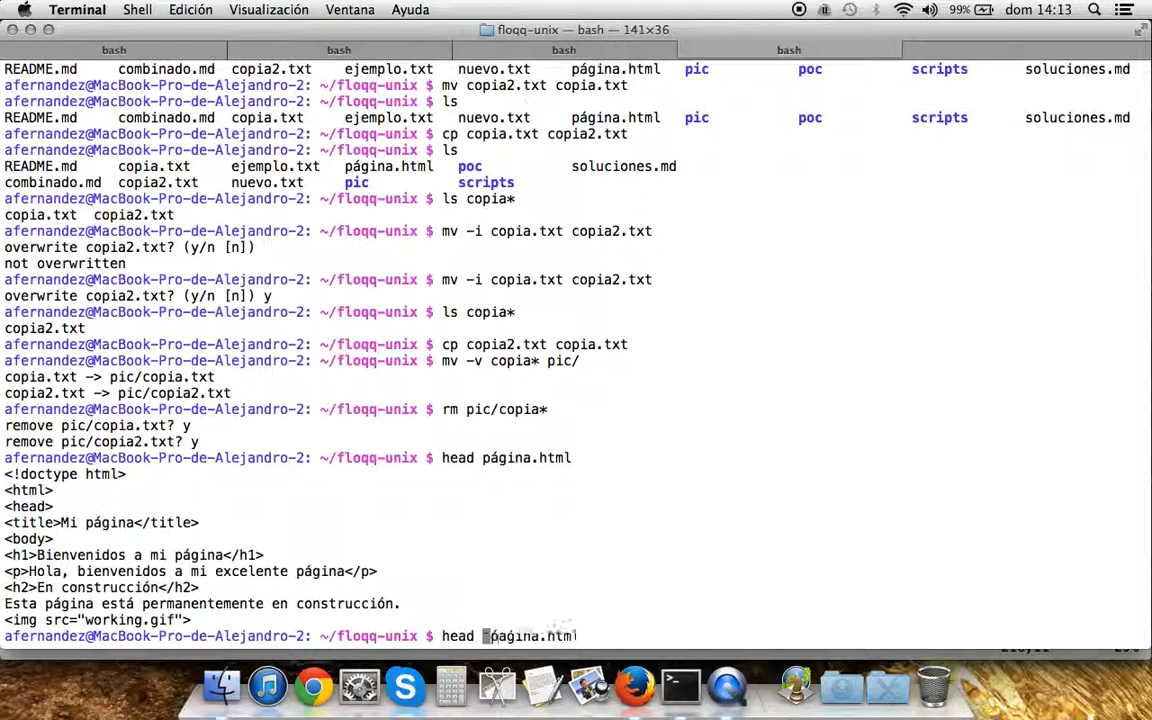 Terminal Shell Edición Visualización Ventana Ayuda 99% dom 14:13
floqq-unix — bash — 141×36
bash bash bash bash
README.md combinado.md copia2.txt ejemplo.txt nuevo.txt página.html pic poc scripts soluciones.md
afernandez@MacBook-Pro-de-Alejandro-2: ~/floqq-unix $ mv copia2.txt copia.txt
afernandez@MacBook-Pro-de-Alejandro-2: ~/floqq-unix $ ls
README.md combinado.md copia.txt ejemplo.txt nuevo.txt página.html pic poc scripts soluciones.md
afernandez@MacBook-Pro-de-Alejandro-2: ~/floqq-unix $ cp copia.txt copia2.txt
afernandez@MacBook-Pro-de-Alejandro-2: ~/floqq-unix $ ls
README.md copia.txt ejemplo.txt página.html poc soluciones.md
combinado.md copia2.txt nuevo.txt pic scripts
afernandez@MacBook-Pro-de-Alejandro-2: ~/floqq-unix $ ls copia*
copia.txt copia2.txt
afernandez@MacBook-Pro-de-Alejandro-2: ~/floqq-unix $ mv -i copia.txt copia2.txt
overwrite copia2.txt? (y/n [n])
not overwritten
afernandez@MacBook-Pro-de-Alejandro-2: ~/floqq-unix $ mv -i copia.txt copia2.txt
overwrite copia2.txt? (y/n [n]) y
afernandez@MacBook-Pro-de-Alejandro-2: ~/floqq-unix $ ls copia*
copia2.txt
afernandez@MacBook-Pro-de-Alejandro-2: ~/floqq-unix $ cp copia2.txt copia.txt
afernandez@MacBook-Pro-de-Alejandro-2: ~/floqq-unix $ mv -v copia* pic/
copia.txt -> pic/copia.txt
copia2.txt -> pic/copia2.txt
afernandez@MacBook-Pro-de-Alejandro-2: ~/floqq-unix $ rm pic/copia*
remove pic/copia.txt? y
remove pic/copia2.txt? y
afernandez@MacBook-Pro-de-Alejandro-2: ~/floqq-unix $ head página.html
<!doctype html>
<html>
<head>
<title>Mi página</title>
<body>
<h1>Bienvenidos a mi página</h1>
<p>Hola, bienvenidos a mi excelente página</p>
<h2>En construcción</h2>
Esta página está permanentemente en construcción.
<img src="working.gif">
afernandez@MacBook-Pro-de-Alejandro-2: ~/floqq-unix $ head página.html